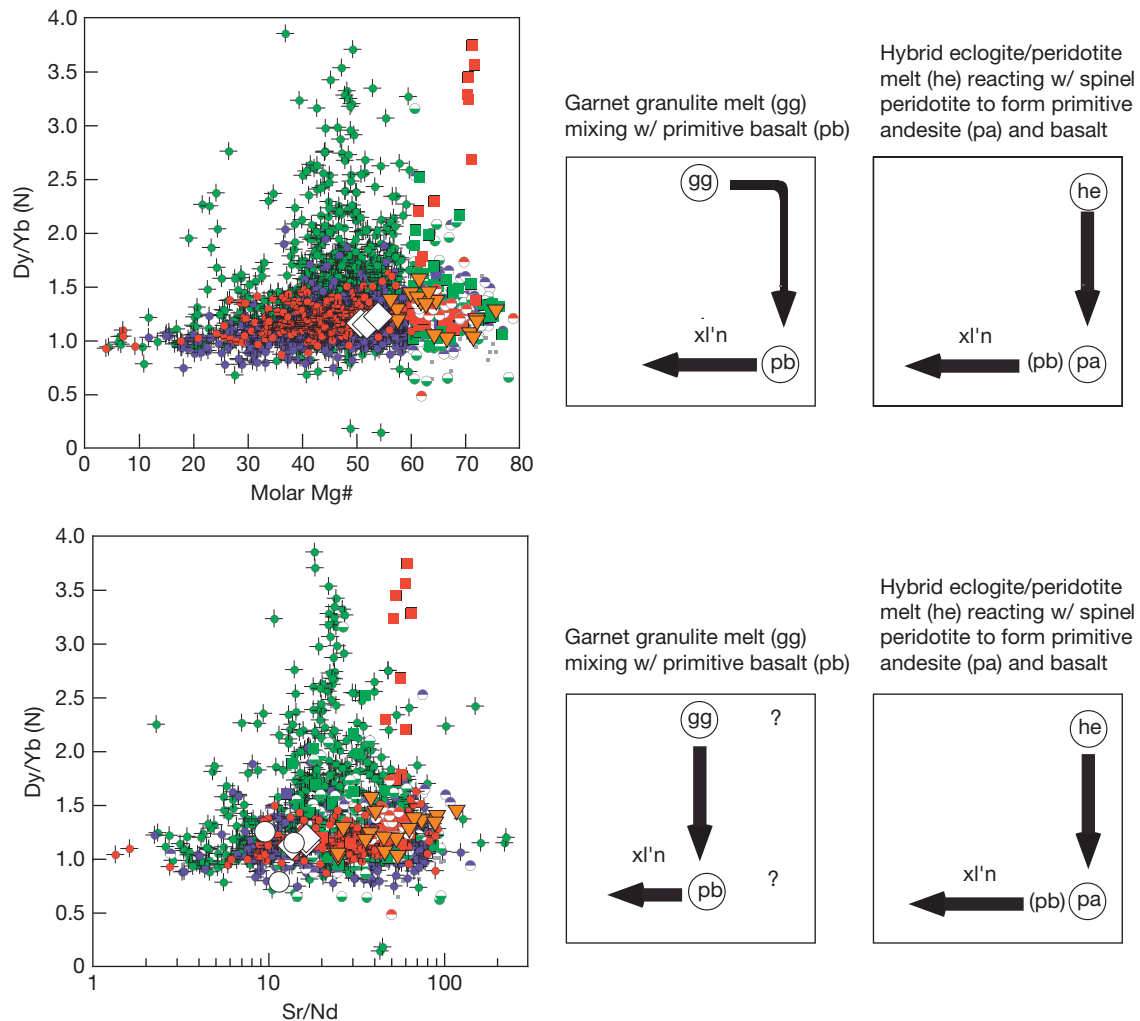 4.0
3.5
3.0
2.5
2.0
1.5
1.0
0.5
0
Dy/Yb (N)
0 10 20 30 40 50 60 70 80
Molar Mg#
Garnet granulite melt (gg)
mixing w/ primitive basalt (pb)
gg
xl'n
pb
Hybrid eclogite/peridotite
melt (he) reacting w/ spinel
peridotite to form primitive
andesite (pa) and basalt
he
xl'n
(pb) pa
4.0
3.5
3.0
2.5
2.0
1.5
1.0
0.5
0
Dy/Yb (N)
1 10 100
Sr/Nd
Garnet granulite melt (gg)
mixing w/ primitive basalt (pb)
gg ?
xl'n
pb ?
Hybrid eclogite/peridotite
melt (he) reacting w/ spinel
peridotite to form primitive
andesite (pa) and basalt
he
xl'n
(pb) pa